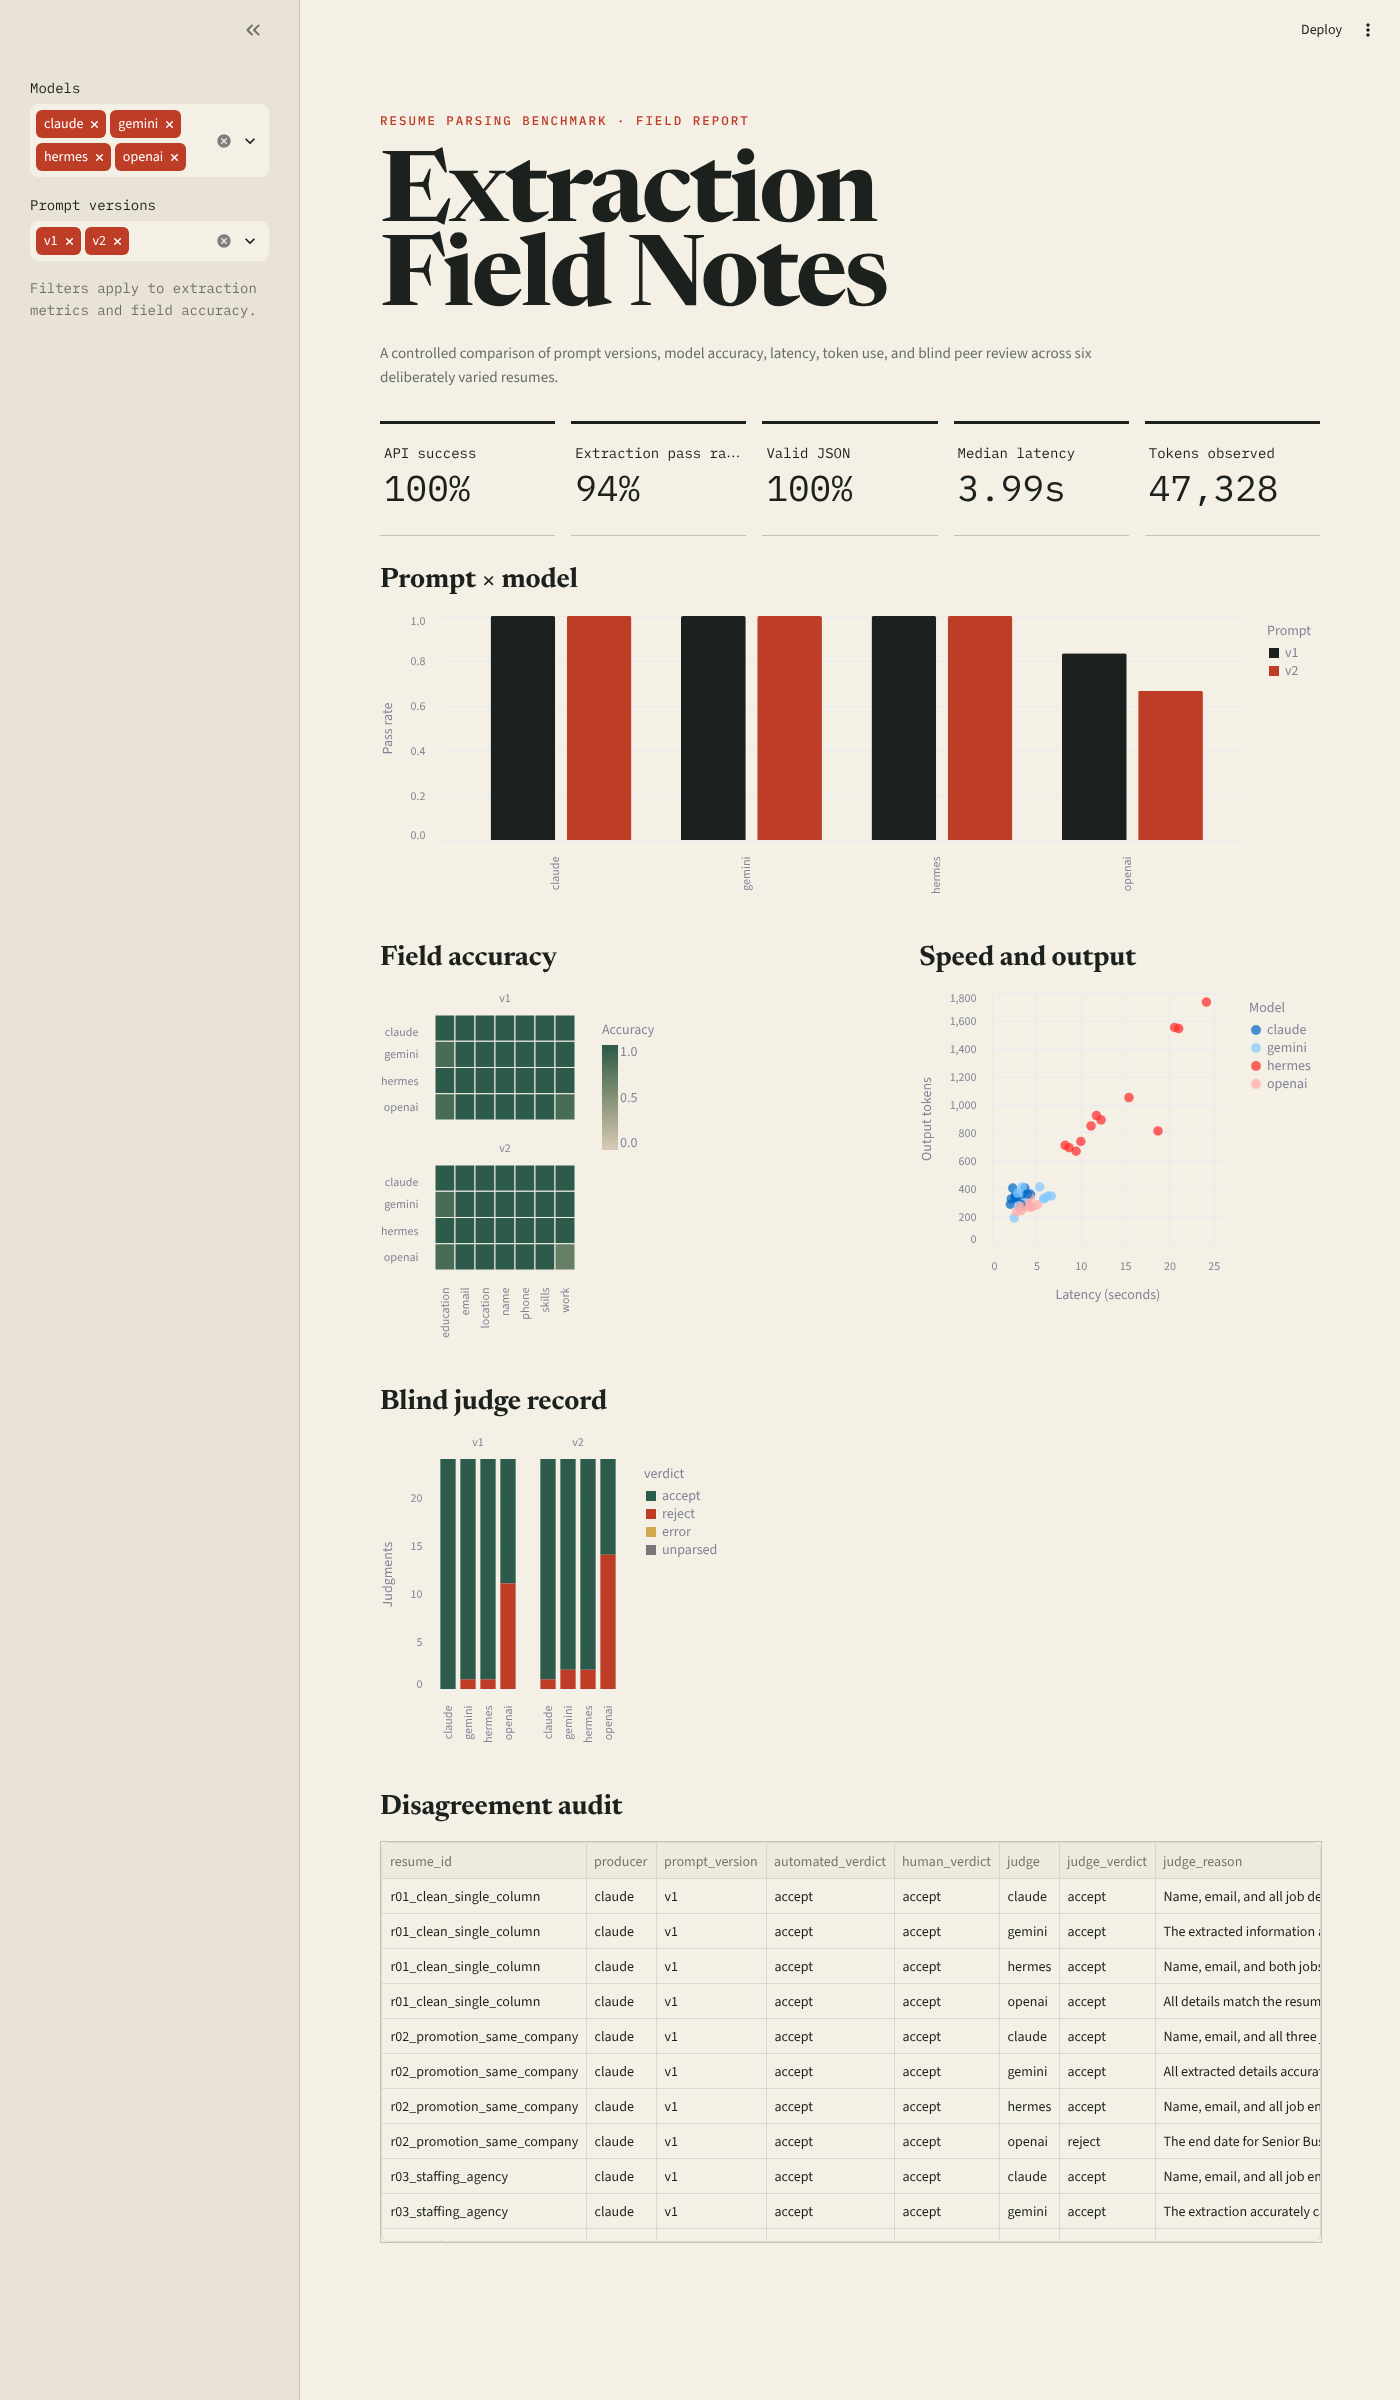 Deploy
Models
claude × gemini ×
hermes × openai ×
Prompt versions
v1 × v2 ×
Filters apply to extraction
metrics and field accuracy.
RESUME PARSING BENCHMARK · FIELD REPORT
Extraction
Field Notes
A controlled comparison of prompt versions, model accuracy, latency, token use, and blind peer review across six
deliberately varied resumes.
API success
100%
Extraction pass ra...
94%
Valid JSON
100%
Median latency
3.99s
Tokens observed
47,328
Prompt × model
Pass rate
1.0
0.8
0.6
0.4
0.2
0.0
claude
gemini
hermes
openai
Prompt
v1
v2
Field accuracy
v1
claude
gemini
hermes
openai
v2
claude
gemini
hermes
openai
education
email
location
name
phone
skills
work
Accuracy
1.0
0.5
0.0
Speed and output
Output tokens
1,800
1,600
1,400
1,200
1,000
800
600
400
200
0
0 5 10 15 20 25
Latency (seconds)
Model
claude
gemini
hermes
openai
Blind judge record
v1 v2
Judgments
20
15
10
5
0
claude
gemini
hermes
openai
claude
gemini
hermes
openai
verdict
accept
reject
error
unparsed
Disagreement audit
resume_id producer prompt_version automated_verdict human_verdict judge judge_verdict judge_reason
r01_clean_single_column claude v1 accept accept claude accept Name, email, and all job de
r01_clean_single_column claude v1 accept accept gemini accept The extracted information a
r01_clean_single_column claude v1 accept accept hermes accept Name, email, and both jobs
r01_clean_single_column claude v1 accept accept openai accept All details match the resum
r02_promotion_same_company claude v1 accept accept claude accept Name, email, and all three
r02_promotion_same_company claude v1 accept accept gemini accept All extracted details accura
r02_promotion_same_company claude v1 accept accept hermes accept Name, email, and all job en
r02_promotion_same_company claude v1 accept accept openai reject The end date for Senior Bus
r03_staffing_agency claude v1 accept accept claude accept Name, email, and all job en
r03_staffing_agency claude v1 accept accept gemini accept The extraction accurately c